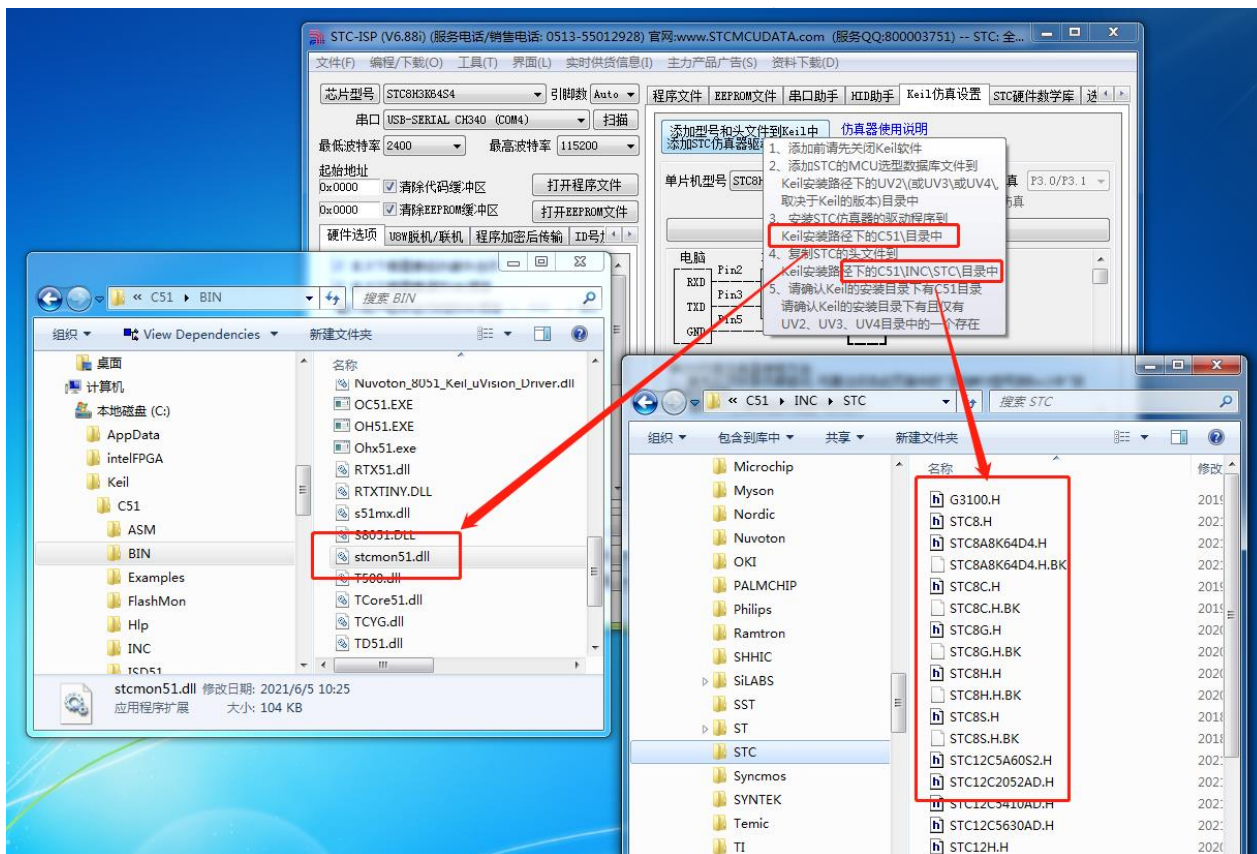 STC-ISP (V6.88i) (服务电话/销售电话: 0513-55012928) 官网:www.STCMCUDATA.com (服务QQ:800003751) -- STC: 全...
文件(F) 编程/下载(O) 工具(T) 界面(L) 实时供货信息(I) 主力产品广告(S) 资料下载(D)
芯片型号 STC8H3K64S4 引脚数 Auto
串口 USB-SERIAL CH340 (COM4) 扫描
最低波特率 2400 最高波特率 115200
起始地址
0x0000 清除代码缓冲区 打开程序文件
0x0000 清除EEPROM缓冲区 打开EEPROM文件
硬件选项 U8W脱机/联机 程序加密后传输 ID号
程序文件 EEPROM文件 串口助手 HID助手 Keil仿真设置 STC硬件数学库 选
添加型号和头文件到Keil中
添加STC仿真器驱
仿真器使用说明
单片机型号 STC8H
真 P3.0/P3.1
仿真
1、添加前请先关闭Keil软件
2、添加STC的MCU选型数据库文件到
Keil安装路径下的UV2\(或UV3\或UV4\,
取决于Keil的版本)目录中
3、安装STC仿真器的驱动程序到
Keil安装路径下的C51\目录中
4、复制STC的头文件到
Keil安装路径下的C51\INC\STC\目录中
5、请确认Keil的安装目录下有C51目录
请确认Keil的安装目录下有且仅有
UV2、UV3、UV4目录中的一个存在
电脑
RXD Pin2
TXD Pin3
GND Pin5
« C51 BIN
搜索 BIN
组织 View Dependencies 新建文件夹
桌面
计算机
本地磁盘 (C:)
AppData
intelFPGA
Keil
C51
ASM
BIN
Examples
FlashMon
Hlp
INC
ISD51
名称
Nuvoton_8051_Keil_uVision_Driver.dll
OC51.EXE
OH51.EXE
Ohx51.exe
RTX51.dll
RTXTINY.DLL
s51mx.dll
S8051.DLL
stcmon51.dll
T500.dll
TCore51.dll
TCYG.dll
TD51.dll
stcmon51.dll 修改日期: 2021/6/5 10:25
应用程序扩展 大小: 104 KB
« C51 INC STC
搜索 STC
组织 包含到库中 共享 新建文件夹
Microchip
Myson
Nordic
Nuvoton
OKI
PALMCHIP
Philips
Ramtron
SHHIC
SiLABS
SST
ST
STC
Syncmos
SYNTEK
Temic
TI
名称 修改
G3100.H 2019
STC8.H 202
STC8A8K64D4.H 202
STC8A8K64D4.H.BK 202
STC8C.H 2019
STC8C.H.BK 2019
STC8G.H 2020
STC8G.H.BK 2020
STC8H.H 2020
STC8H.H.BK 2020
STC8S.H 2018
STC8S.H.BK 2018
STC12C5A60S2.H 202
STC12C2052AD.H 202
STC12C5410AD.H 202
STC12C5630AD.H 202
STC12H.H 2020